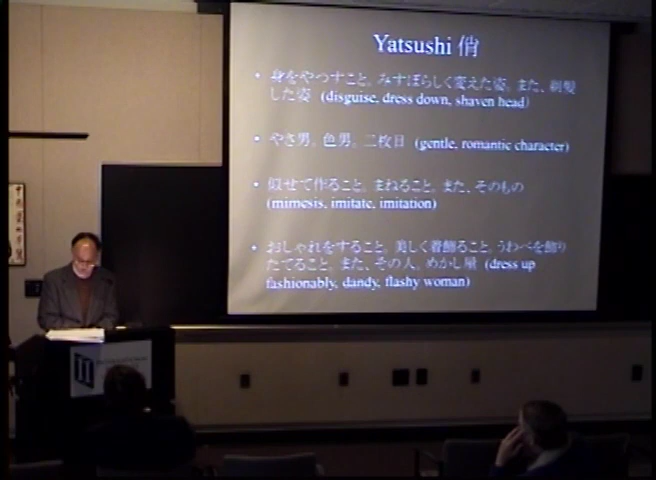 Yatsushi 俏
• 身をやつすこと。みすぼらしく変えた姿。また、剃髪
した姿 (disguise, dress down, shaven head)
• やさ男。色男。二枚目 (gentle, romantic character)
• 似せて作ること。まねること。また、そのもの
(mimesis, imitate, imitation)
• おしゃれをすること。美しく着飾ること。うわべを飾り
たてること。また、その人。めかし屋 (dress up
fashionably, dandy, flashy woman)